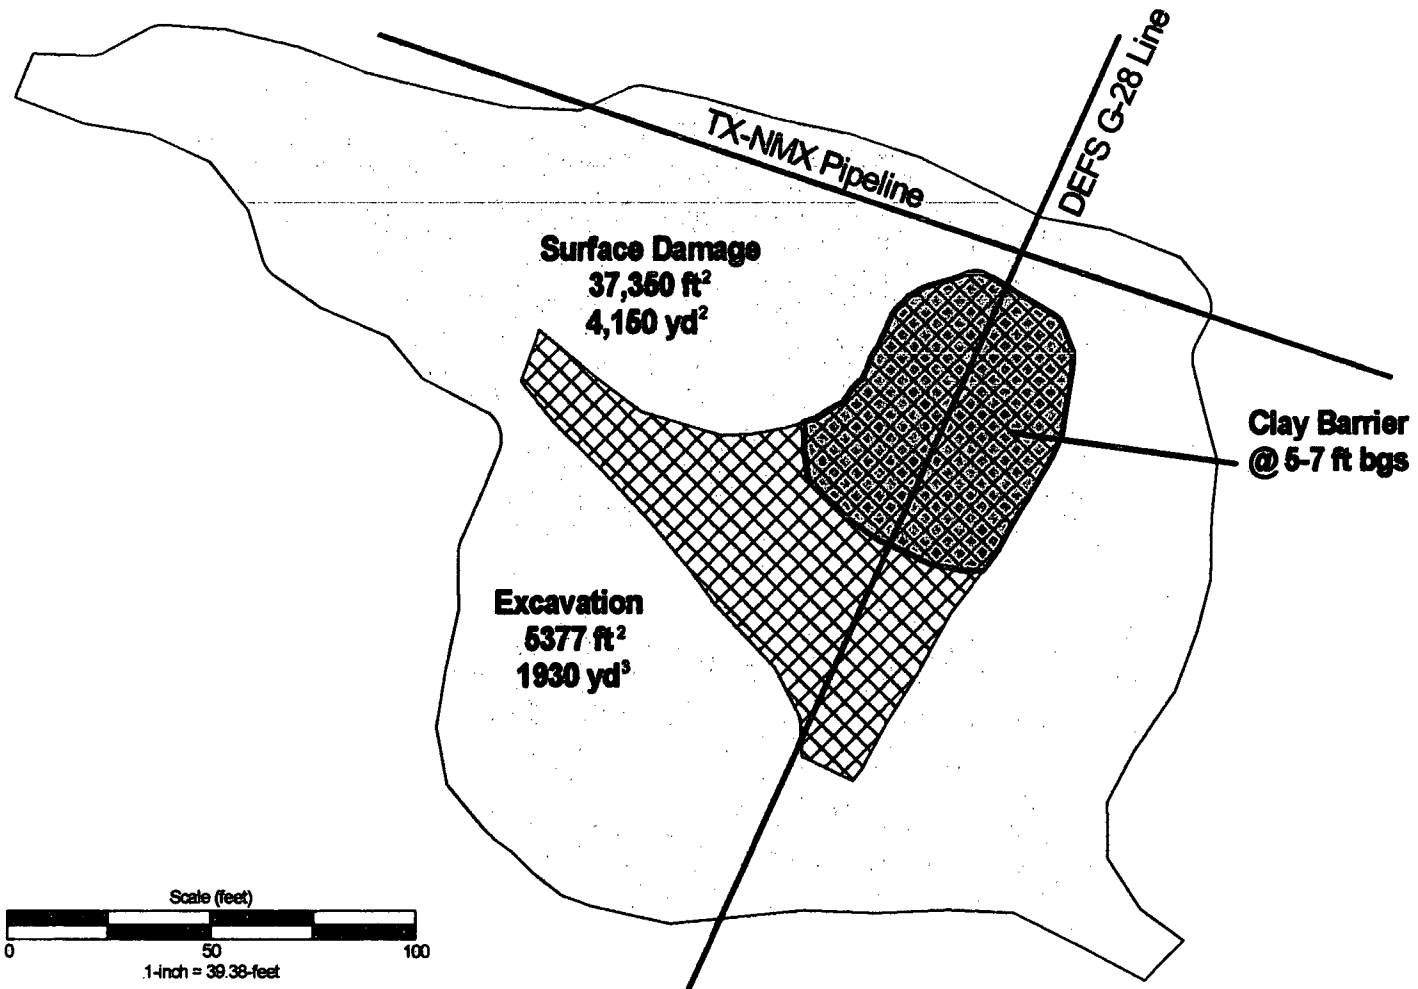 DEFS G-28 Line
TX-NMX Pipeline
Surface Damage
37,350 ft²
4,150 yd²
Clay Barrier
@ 5-7 ft bgs
Excavation
5377 ft²
1930 yd³
Scale (feet)
0 50 100
1-inch = 39.38-feet